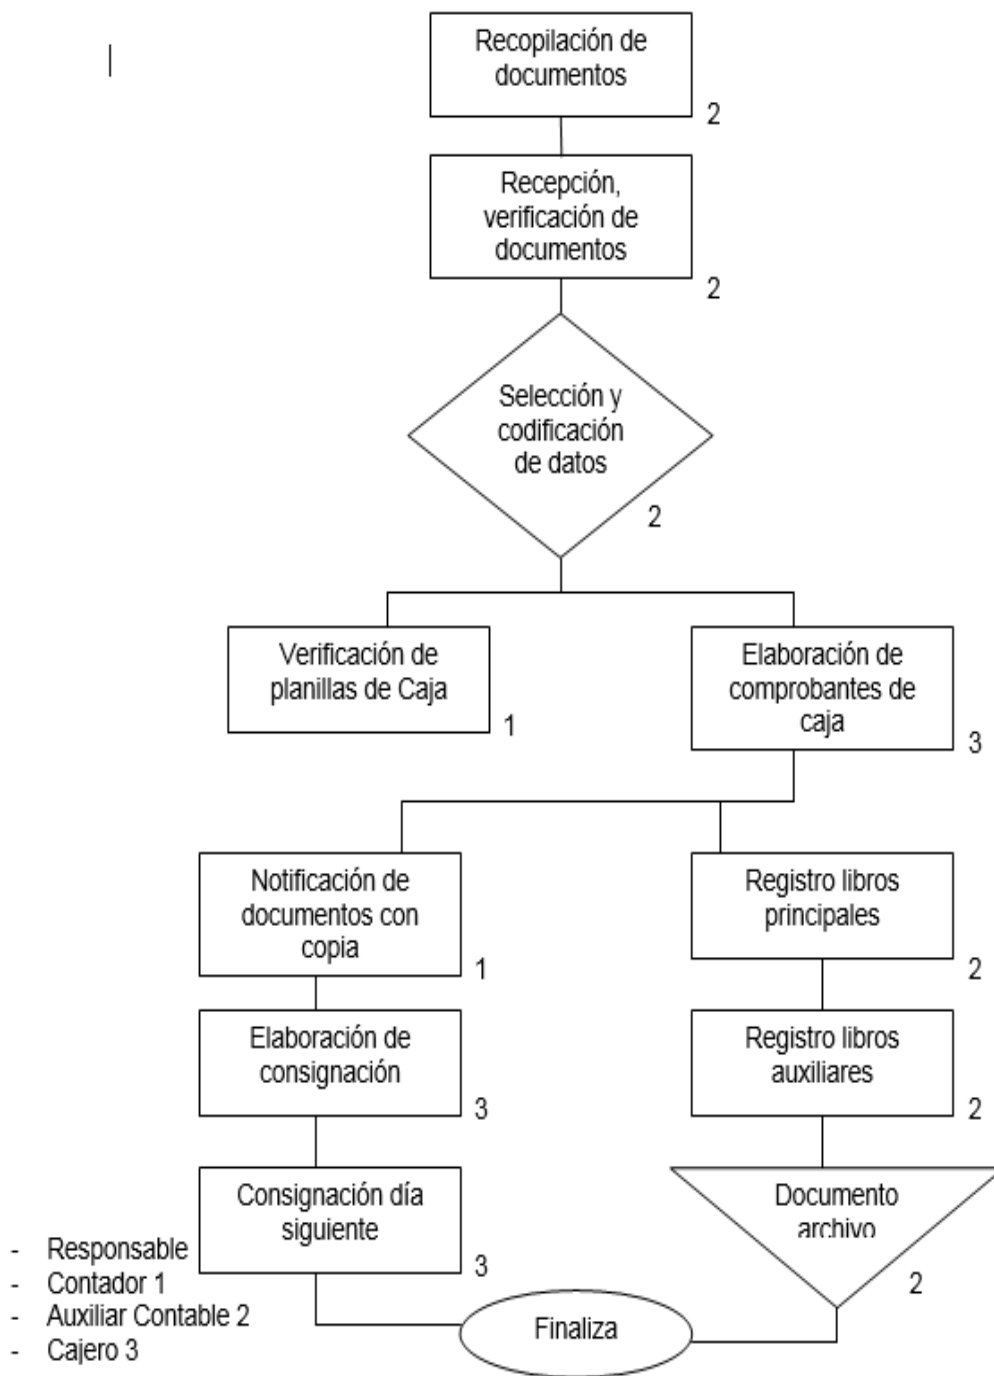 Recopilación de
documentos
2
Recepción,
verificación de
documentos
2
Selección y
codificación
de datos
2
Verificación de
planillas de Caja
1
Elaboración de
comprobantes de
caja
3
Notificación de
documentos con
copia
1
Registro libros
principales
2
Elaboración de
consignación
3
Registro libros
auxiliares
2
Consignación día
siguiente
3
Documento
archivo
2
Finaliza
- Responsable
- Contador 1
- Auxiliar Contable 2
- Cajero 3